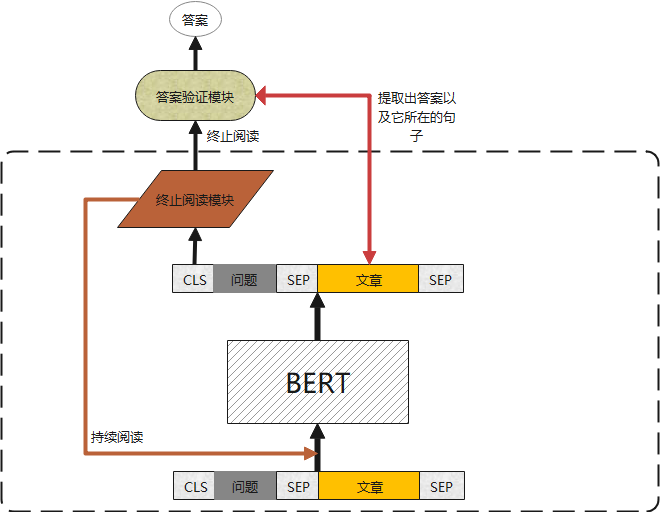 答案
答案验证模块
提取出答案以
及它所在的句
子
终止阅读
终止阅读模块
CLS 问题 SEP 文章 SEP
BERT
持续阅读
CLS 问题 SEP 文章 SEP